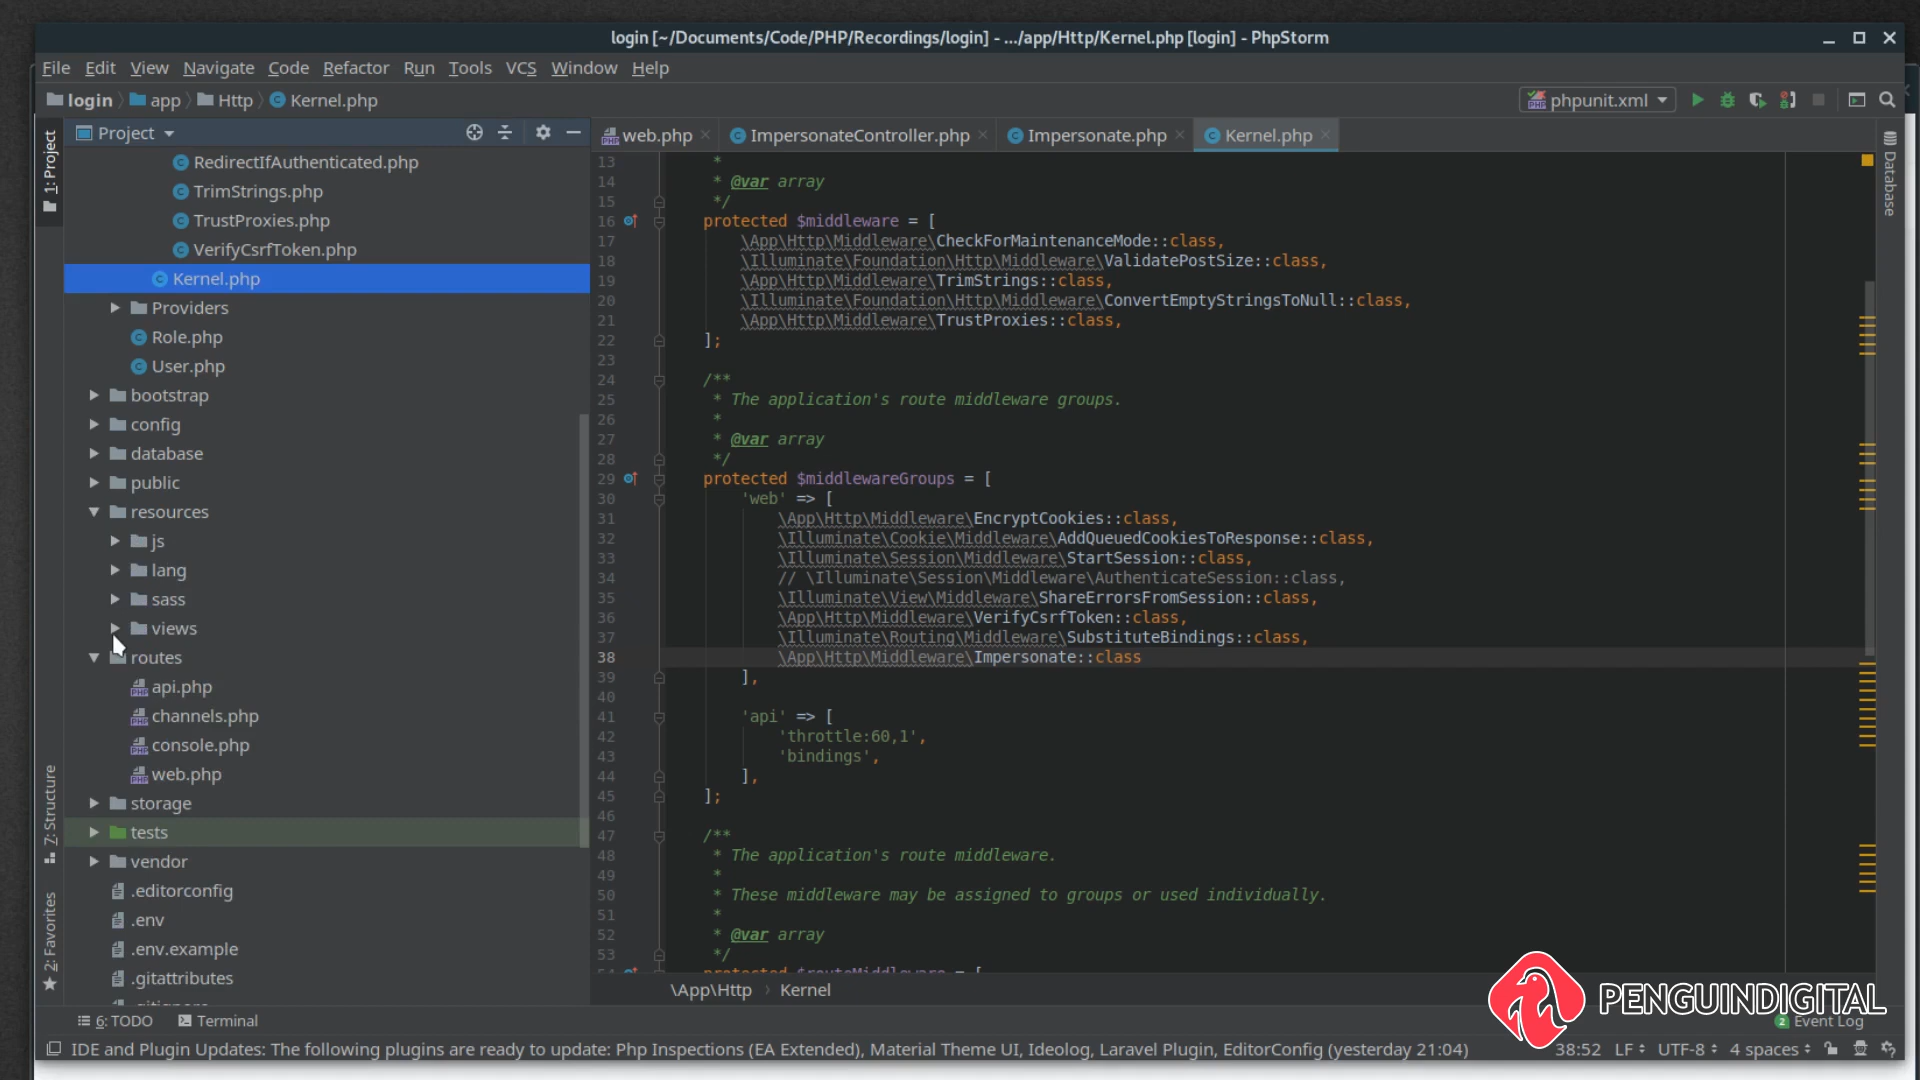 login [~/Documents/Code/PHP/Recordings/login] - .../app/Http/Kernel.php [login] - PhpStorm
File Edit View Navigate Code Refactor Run Tools VCS Window Help
login app Http Kernel.php
phpunit.xml
Project
web.php ImpersonateController.php Impersonate.php Kernel.php
1: Project
7: Structure
2: Favorites
Database
RedirectIfAuthenticated.php
TrimStrings.php
TrustProxies.php
VerifyCsrfToken.php
Kernel.php
Providers
Role.php
User.php
bootstrap
config
database
public
resources
js
lang
sass
views
routes
api.php
channels.php
console.php
web.php
storage
tests
vendor
.editorconfig
.env
.env.example
.gitattributes
13 *
14 * @var array
15 */
16 protected $middleware = [
17 \App\Http\Middleware\CheckForMaintenanceMode::class,
18 \Illuminate\Foundation\Http\Middleware\ValidatePostSize::class,
19 \App\Http\Middleware\TrimStrings::class,
20 \Illuminate\Foundation\Http\Middleware\ConvertEmptyStringsToNull::class,
21 \App\Http\Middleware\TrustProxies::class,
22 ];
23
24 /**
25 * The application's route middleware groups.
26 *
27 * @var array
28 */
29 protected $middlewareGroups = [
30 'web' => [
31 \App\Http\Middleware\EncryptCookies::class,
32 \Illuminate\Cookie\Middleware\AddQueuedCookiesToResponse::class,
33 \Illuminate\Session\Middleware\StartSession::class,
34 // \Illuminate\Session\Middleware\AuthenticateSession::class,
35 \Illuminate\View\Middleware\ShareErrorsFromSession::class,
36 \App\Http\Middleware\VerifyCsrfToken::class,
37 \Illuminate\Routing\Middleware\SubstituteBindings::class,
38 \App\Http\Middleware\Impersonate::class
39 ],
40
41 'api' => [
42 'throttle:60,1',
43 'bindings',
44 ],
45 ];
46
47 /**
48 * The application's route middleware.
49 *
50 * These middleware may be assigned to groups or used individually.
51 *
52 * @var array
53 */
\App\Http › Kernel
PENGUINDIGITAL
6: TODO Terminal
2 Event Log
IDE and Plugin Updates: The following plugins are ready to update: Php Inspections (EA Extended), Material Theme UI, Ideolog, Laravel Plugin, EditorConfig (yesterday 21:04)
38:52 LF UTF-8 4 spaces